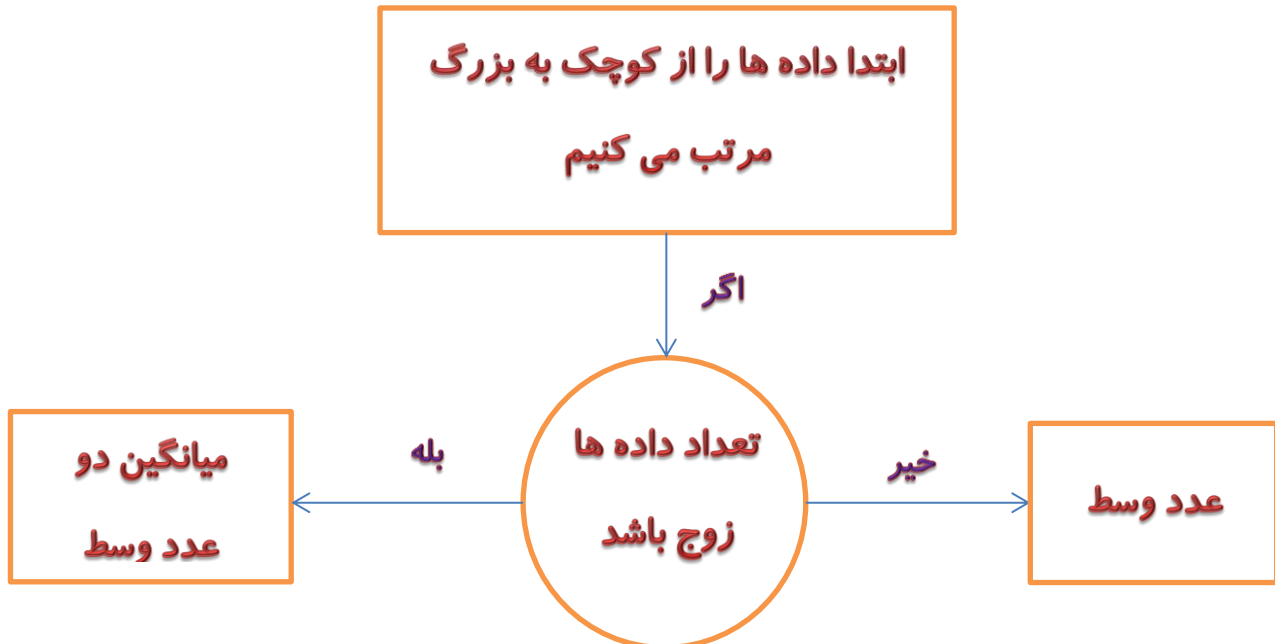 ابتدا داده ها را از کوچک به بزرگ
مرتب می کنیم
اگر
تعداد داده ها
زوج باشد
خیر
عدد وسط
بله
میانگین دو
عدد وسط